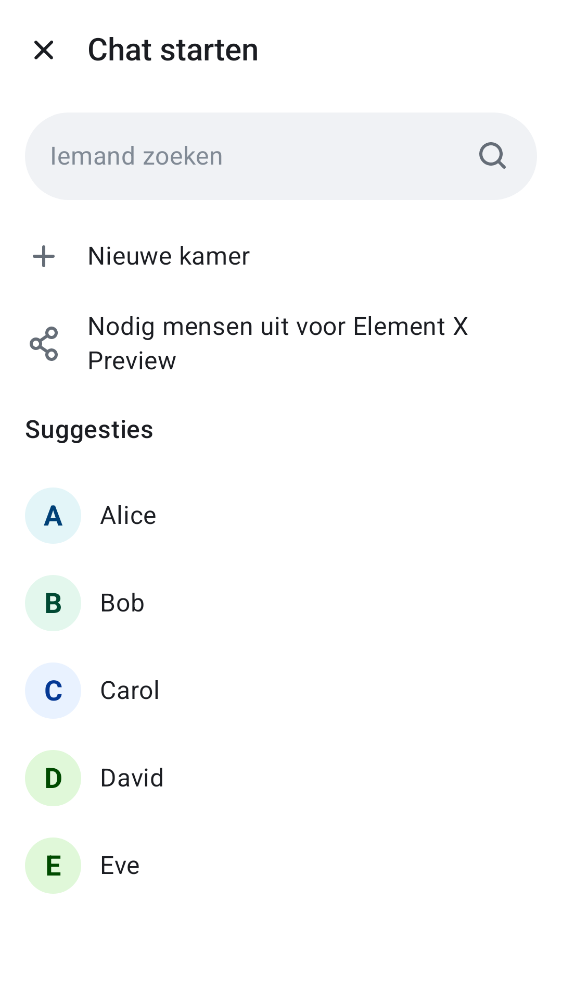 Chat starten
Iemand zoeken
Nieuwe kamer
Nodig mensen uit voor Element X
Preview
Suggesties
A Alice
B Bob
C Carol
D David
E Eve